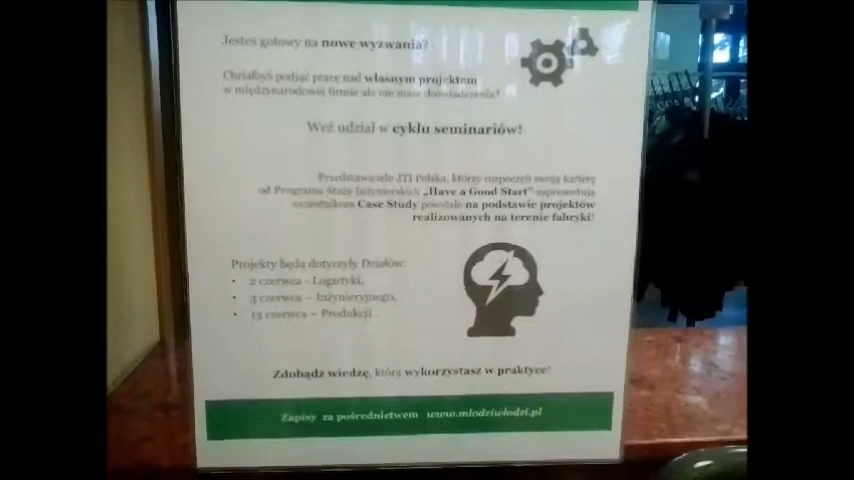 Jesteś gotowy na nowe wyzwania?
Chciałbyś podjąć pracę nad własnym projektem
w międzynarodowej firmie ale nie masz doświadczenia?
Weź udział w cyklu seminariów!
Przedstawiciele JTI Polska, którzy rozpoczęli swoją karierę
od Programu Staży Inżynierskich „Have a Good Start” zaprezentują
uczestnikom Case Study powstałe na podstawie projektów
realizowanych na terenie fabryki!
Projekty będą dotyczyły Działów:
• 2 czerwca - Logistyki,
• 3 czerwca – Inżynieryjnego,
• 13 czerwca – Produkcji.
Zdobądź wiedzę, którą wykorzystasz w praktyce!
Zapisy za pośrednictwem www.mlodziwlodzi.pl